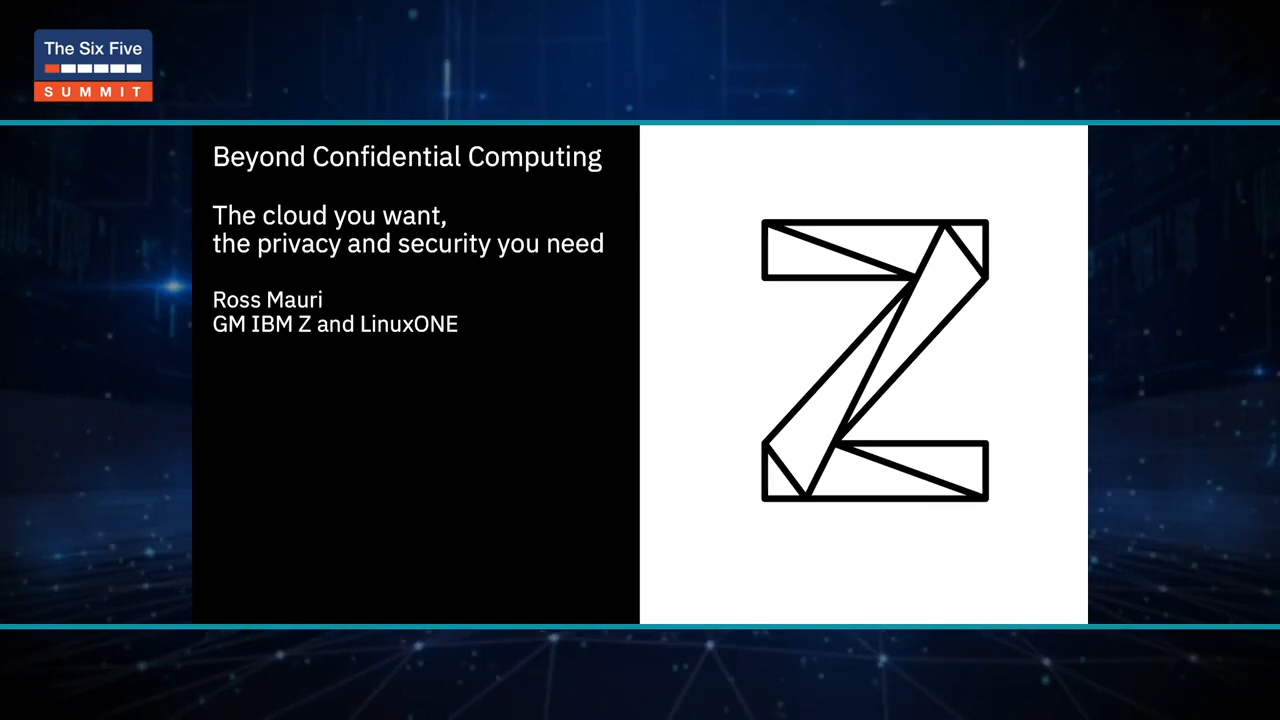 The Six Five
SUMMIT
Beyond Confidential Computing
The cloud you want,
the privacy and security you need
Ross Mauri
GM IBM Z and LinuxONE
Z